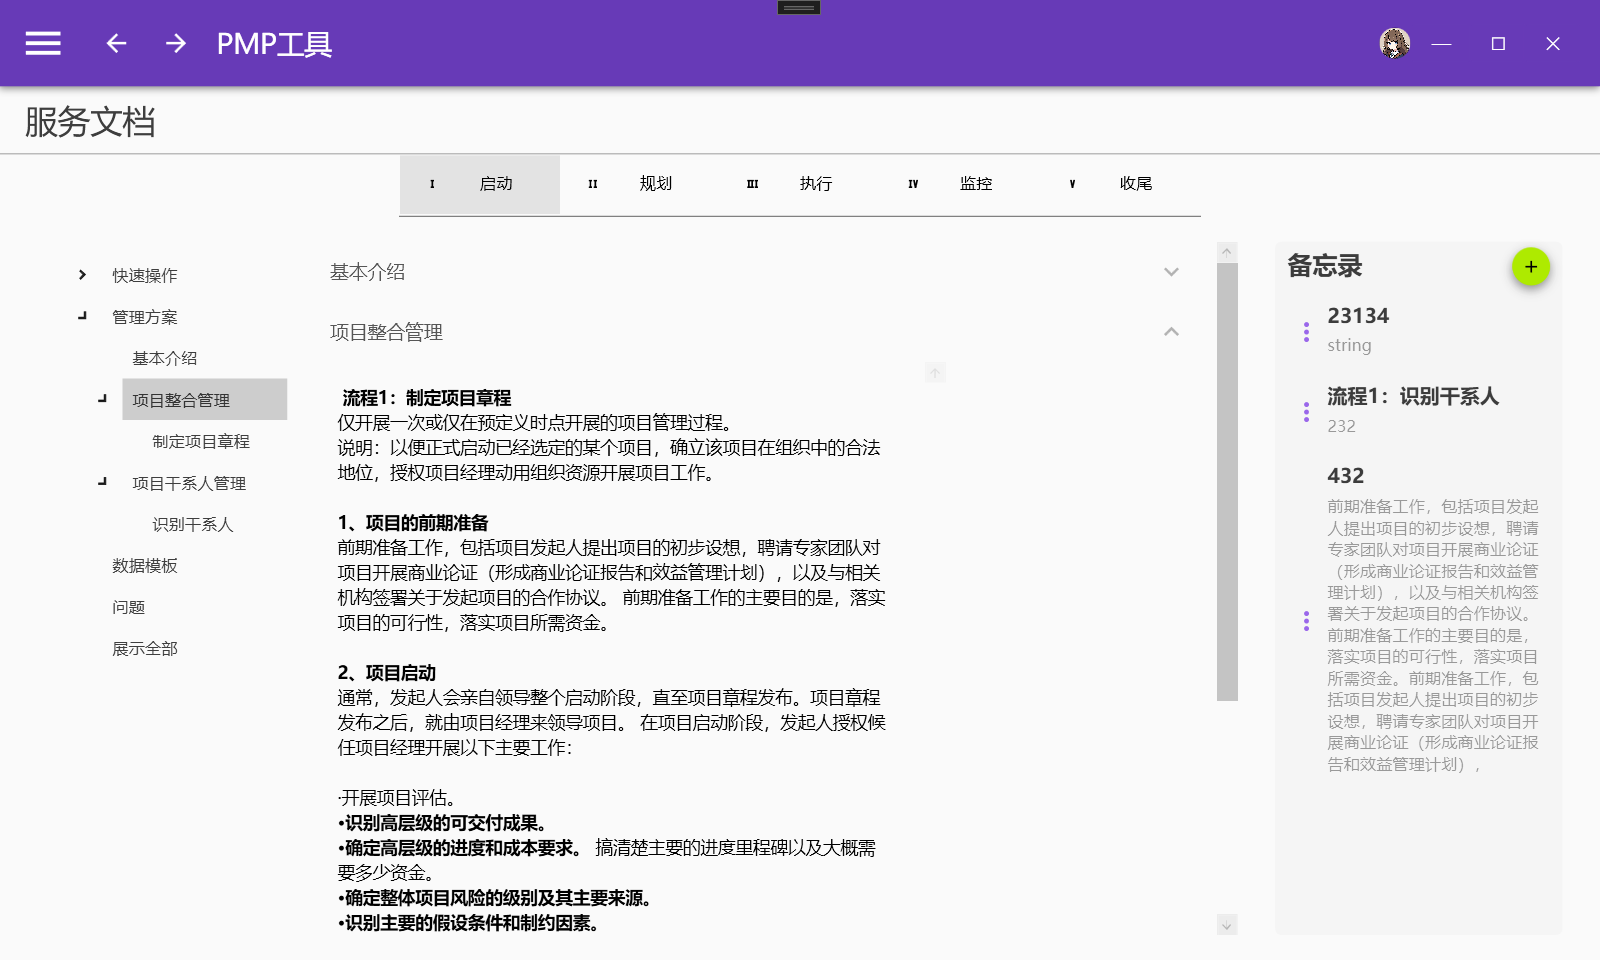 PMP工具
服务文档
I 启动 II 规划 III 执行 IV 监控 V 收尾
快速操作
管理方案
基本介绍
项目整合管理
制定项目章程
项目干系人管理
识别干系人
数据模板
问题
展示全部
基本介绍
项目整合管理
流程1：制定项目章程
仅开展一次或仅在预定义时点开展的项目管理过程。
说明：以便正式启动已经选定的某个项目，确立该项目在组织中的合法
地位，授权项目经理动用组织资源开展项目工作。
1、项目的前期准备
前期准备工作，包括项目发起人提出项目的初步设想，聘请专家团队对
项目开展商业论证（形成商业论证报告和效益管理计划），以及与相关
机构签署关于发起项目的合作协议。 前期准备工作的主要目的是，落实
项目的可行性，落实项目所需资金。
2、项目启动
通常，发起人会亲自领导整个启动阶段，直至项目章程发布。项目章程
发布之后，就由项目经理来领导项目。 在项目启动阶段，发起人授权候
任项目经理开展以下主要工作：
·开展项目评估。
•识别高层级的可交付成果。
•确定高层级的进度和成本要求。 搞清楚主要的进度里程碑以及大概需
要多少资金。
•确定整体项目风险的级别及其主要来源。
•识别主要的假设条件和制约因素。
备忘录
+
23134
string
流程1：识别干系人
232
432
前期准备工作，包括项目发起
人提出项目的初步设想，聘请
专家团队对项目开展商业论证
（形成商业论证报告和效益管
理计划），以及与相关机构签
署关于发起项目的合作协议。
前期准备工作的主要目的是，
落实项目的可行性，落实项目
所需资金。前期准备工作，包
括项目发起人提出项目的初步
设想，聘请专家团队对项目开
展商业论证（形成商业论证报
告和效益管理计划），